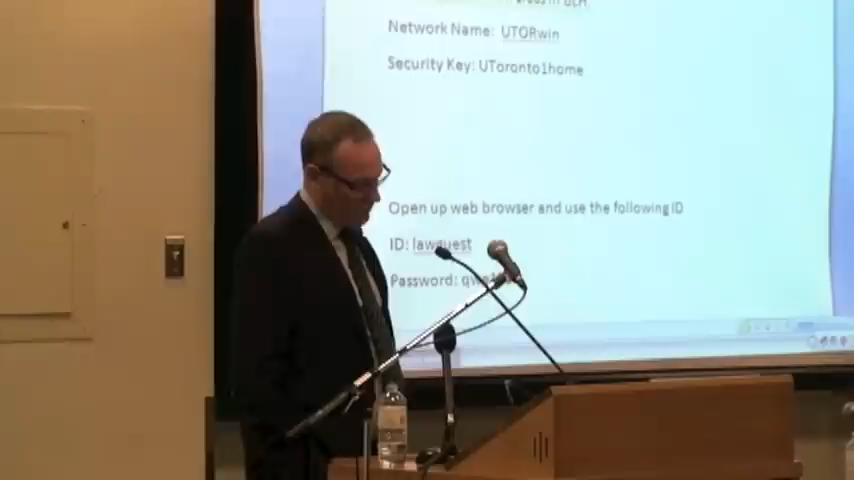 Network Name: UTORwin
Security Key: UToronto1home
Open up web browser and use the following ID
ID: lawguest
Password: